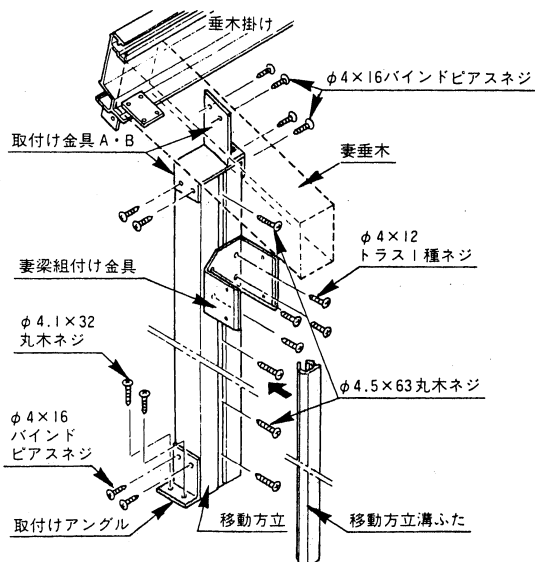 垂木掛け
φ4×16バインドピアスネジ
取付け金具A・B
妻垂木
φ4×12
トラスⅠ種ネジ
妻梁組付け金具
φ4.1×32
丸木ネジ
φ4.5×63丸木ネジ
φ4×16
バインド
ピアスネジ
取付けアングル
移動方立
移動方立溝ふた